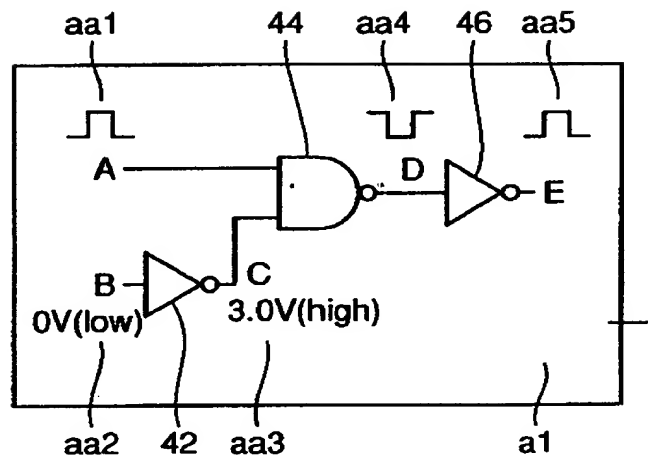 aa1 44 aa4 46 aa5
A D E
B C
0V(low) 3.0V(high)
aa2 42 aa3 a1